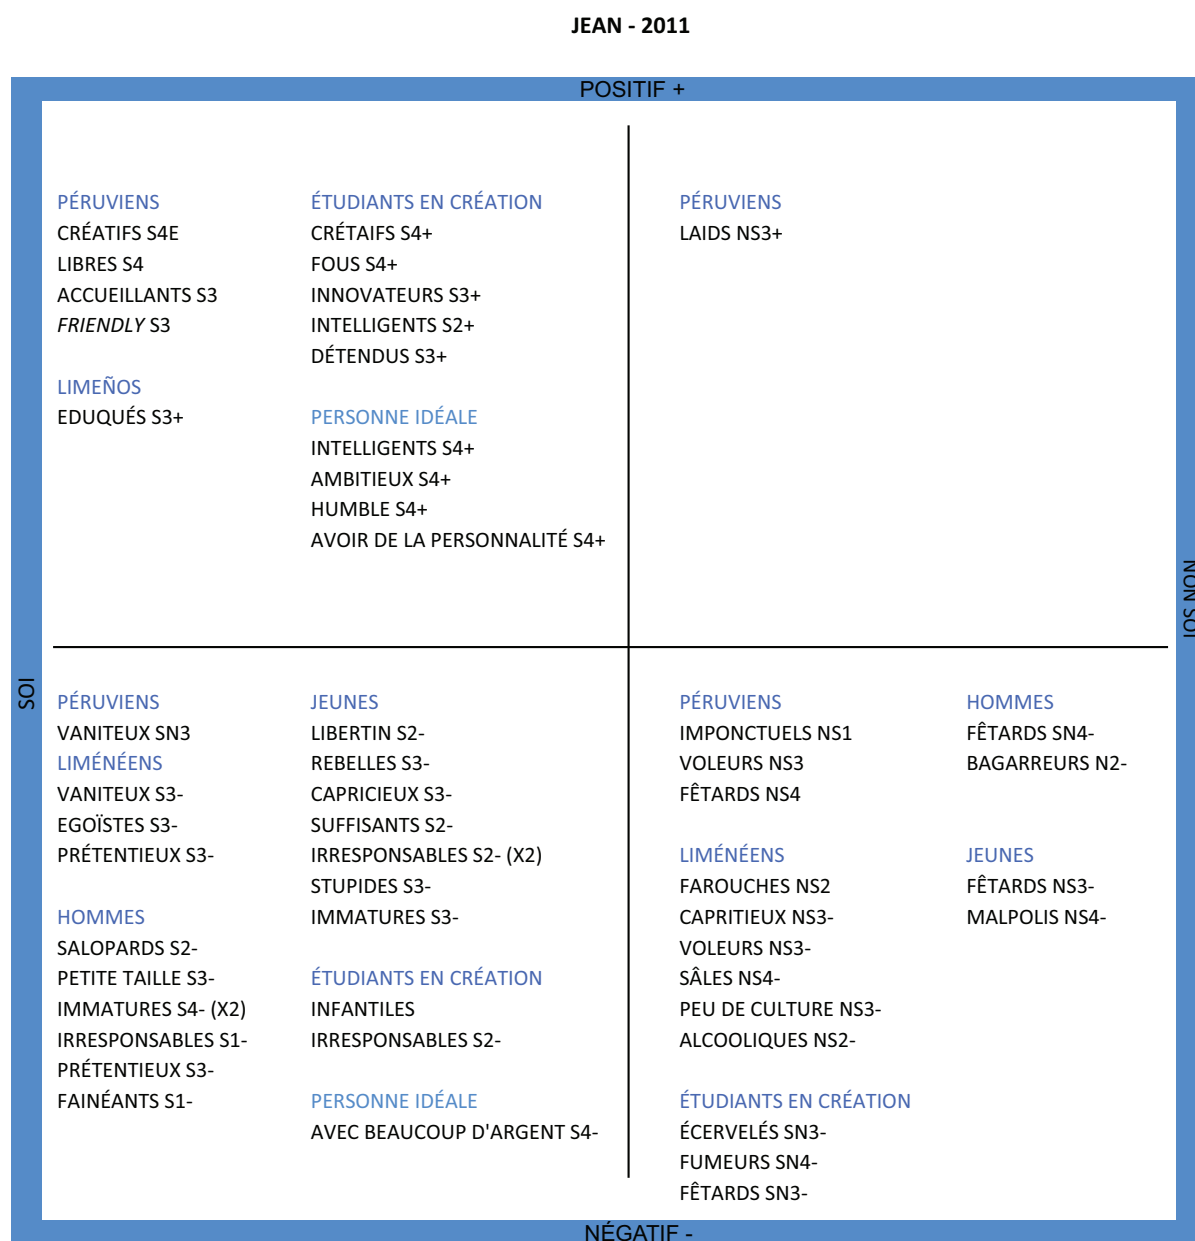 JEAN - 2011
POSITIF +
PÉRUVIENS
CRÉATIFS S4E
LIBRES S4
ACCUEILLANTS S3
FRIENDLY S3
LIMEÑOS
EDUQUÉS S3+
ÉTUDIANTS EN CRÉATION
CRÉTAIFS S4+
FOUS S4+
INNOVATEURS S3+
INTELLIGENTS S2+
DÉTENDUS S3+
PERSONNE IDÉALE
INTELLIGENTS S4+
AMBITIEUX S4+
HUMBLE S4+
AVOIR DE LA PERSONNALITÉ S4+
PÉRUVIENS
LAIDS NS3+
NON SOI
SOI
PÉRUVIENS
VANITEUX SN3
LIMÉNÉENS
VANITEUX S3-
EGOÏSTES S3-
PRÉTENTIEUX S3-
HOMMES
SALOPARDS S2-
PETITE TAILLE S3-
IMMATURES S4- (X2)
IRRESPONSABLES S1-
PRÉTENTIEUX S3-
FAINÉANTS S1-
JEUNES
LIBERTIN S2-
REBELLES S3-
CAPRICIEUX S3-
SUFFISANTS S2-
IRRESPONSABLES S2- (X2)
STUPIDES S3-
IMMATURES S3-
ÉTUDIANTS EN CRÉATION
INFANTILES
IRRESPONSABLES S2-
PERSONNE IDÉALE
AVEC BEAUCOUP D'ARGENT S4-
PÉRUVIENS
IMPONCTUELS NS1
VOLEURS NS3
FÊTARDS NS4
LIMÉNÉENS
FAROUCHES NS2
CAPRITIEUX NS3-
VOLEURS NS3-
SÂLES NS4-
PEU DE CULTURE NS3-
ALCOOLIQUES NS2-
ÉTUDIANTS EN CRÉATION
ÉCERVELÉS SN3-
FUMEURS SN4-
FÊTARDS SN3-
HOMMES
FÊTARDS SN4-
BAGARREURS N2-
JEUNES
FÊTARDS NS3-
MALPOLIS NS4-
NÉGATIF -